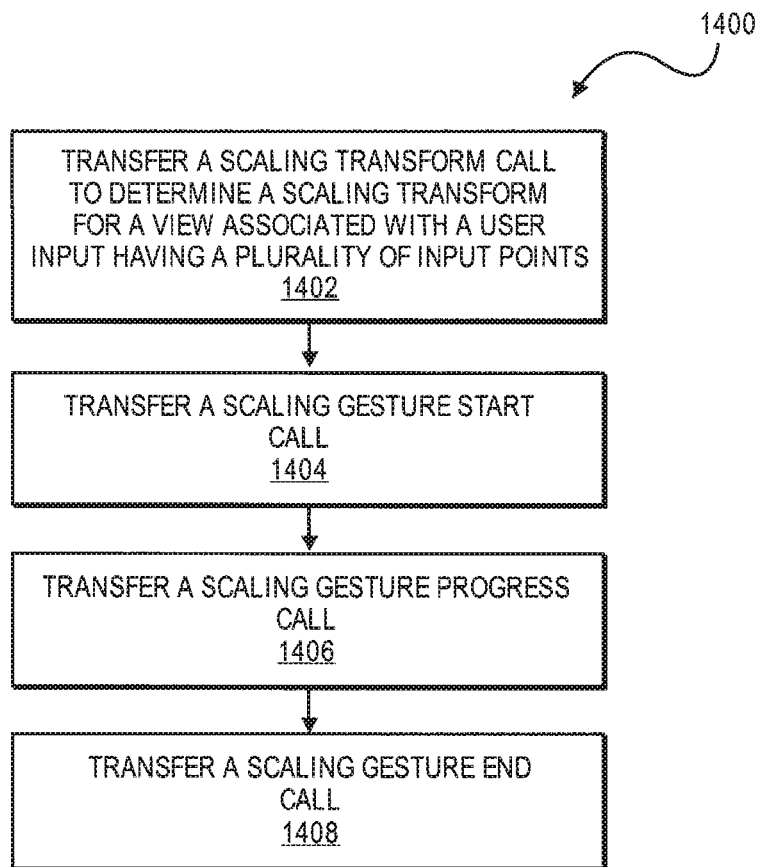 1400
TRANSFER A SCALING TRANSFORM CALL
TO DETERMINE A SCALING TRANSFORM
FOR A VIEW ASSOCIATED WITH A USER
INPUT HAVING A PLURALITY OF INPUT POINTS
1402
TRANSFER A SCALING GESTURE START
CALL
1404
TRANSFER A SCALING GESTURE PROGRESS
CALL
1406
TRANSFER A SCALING GESTURE END
CALL
1408